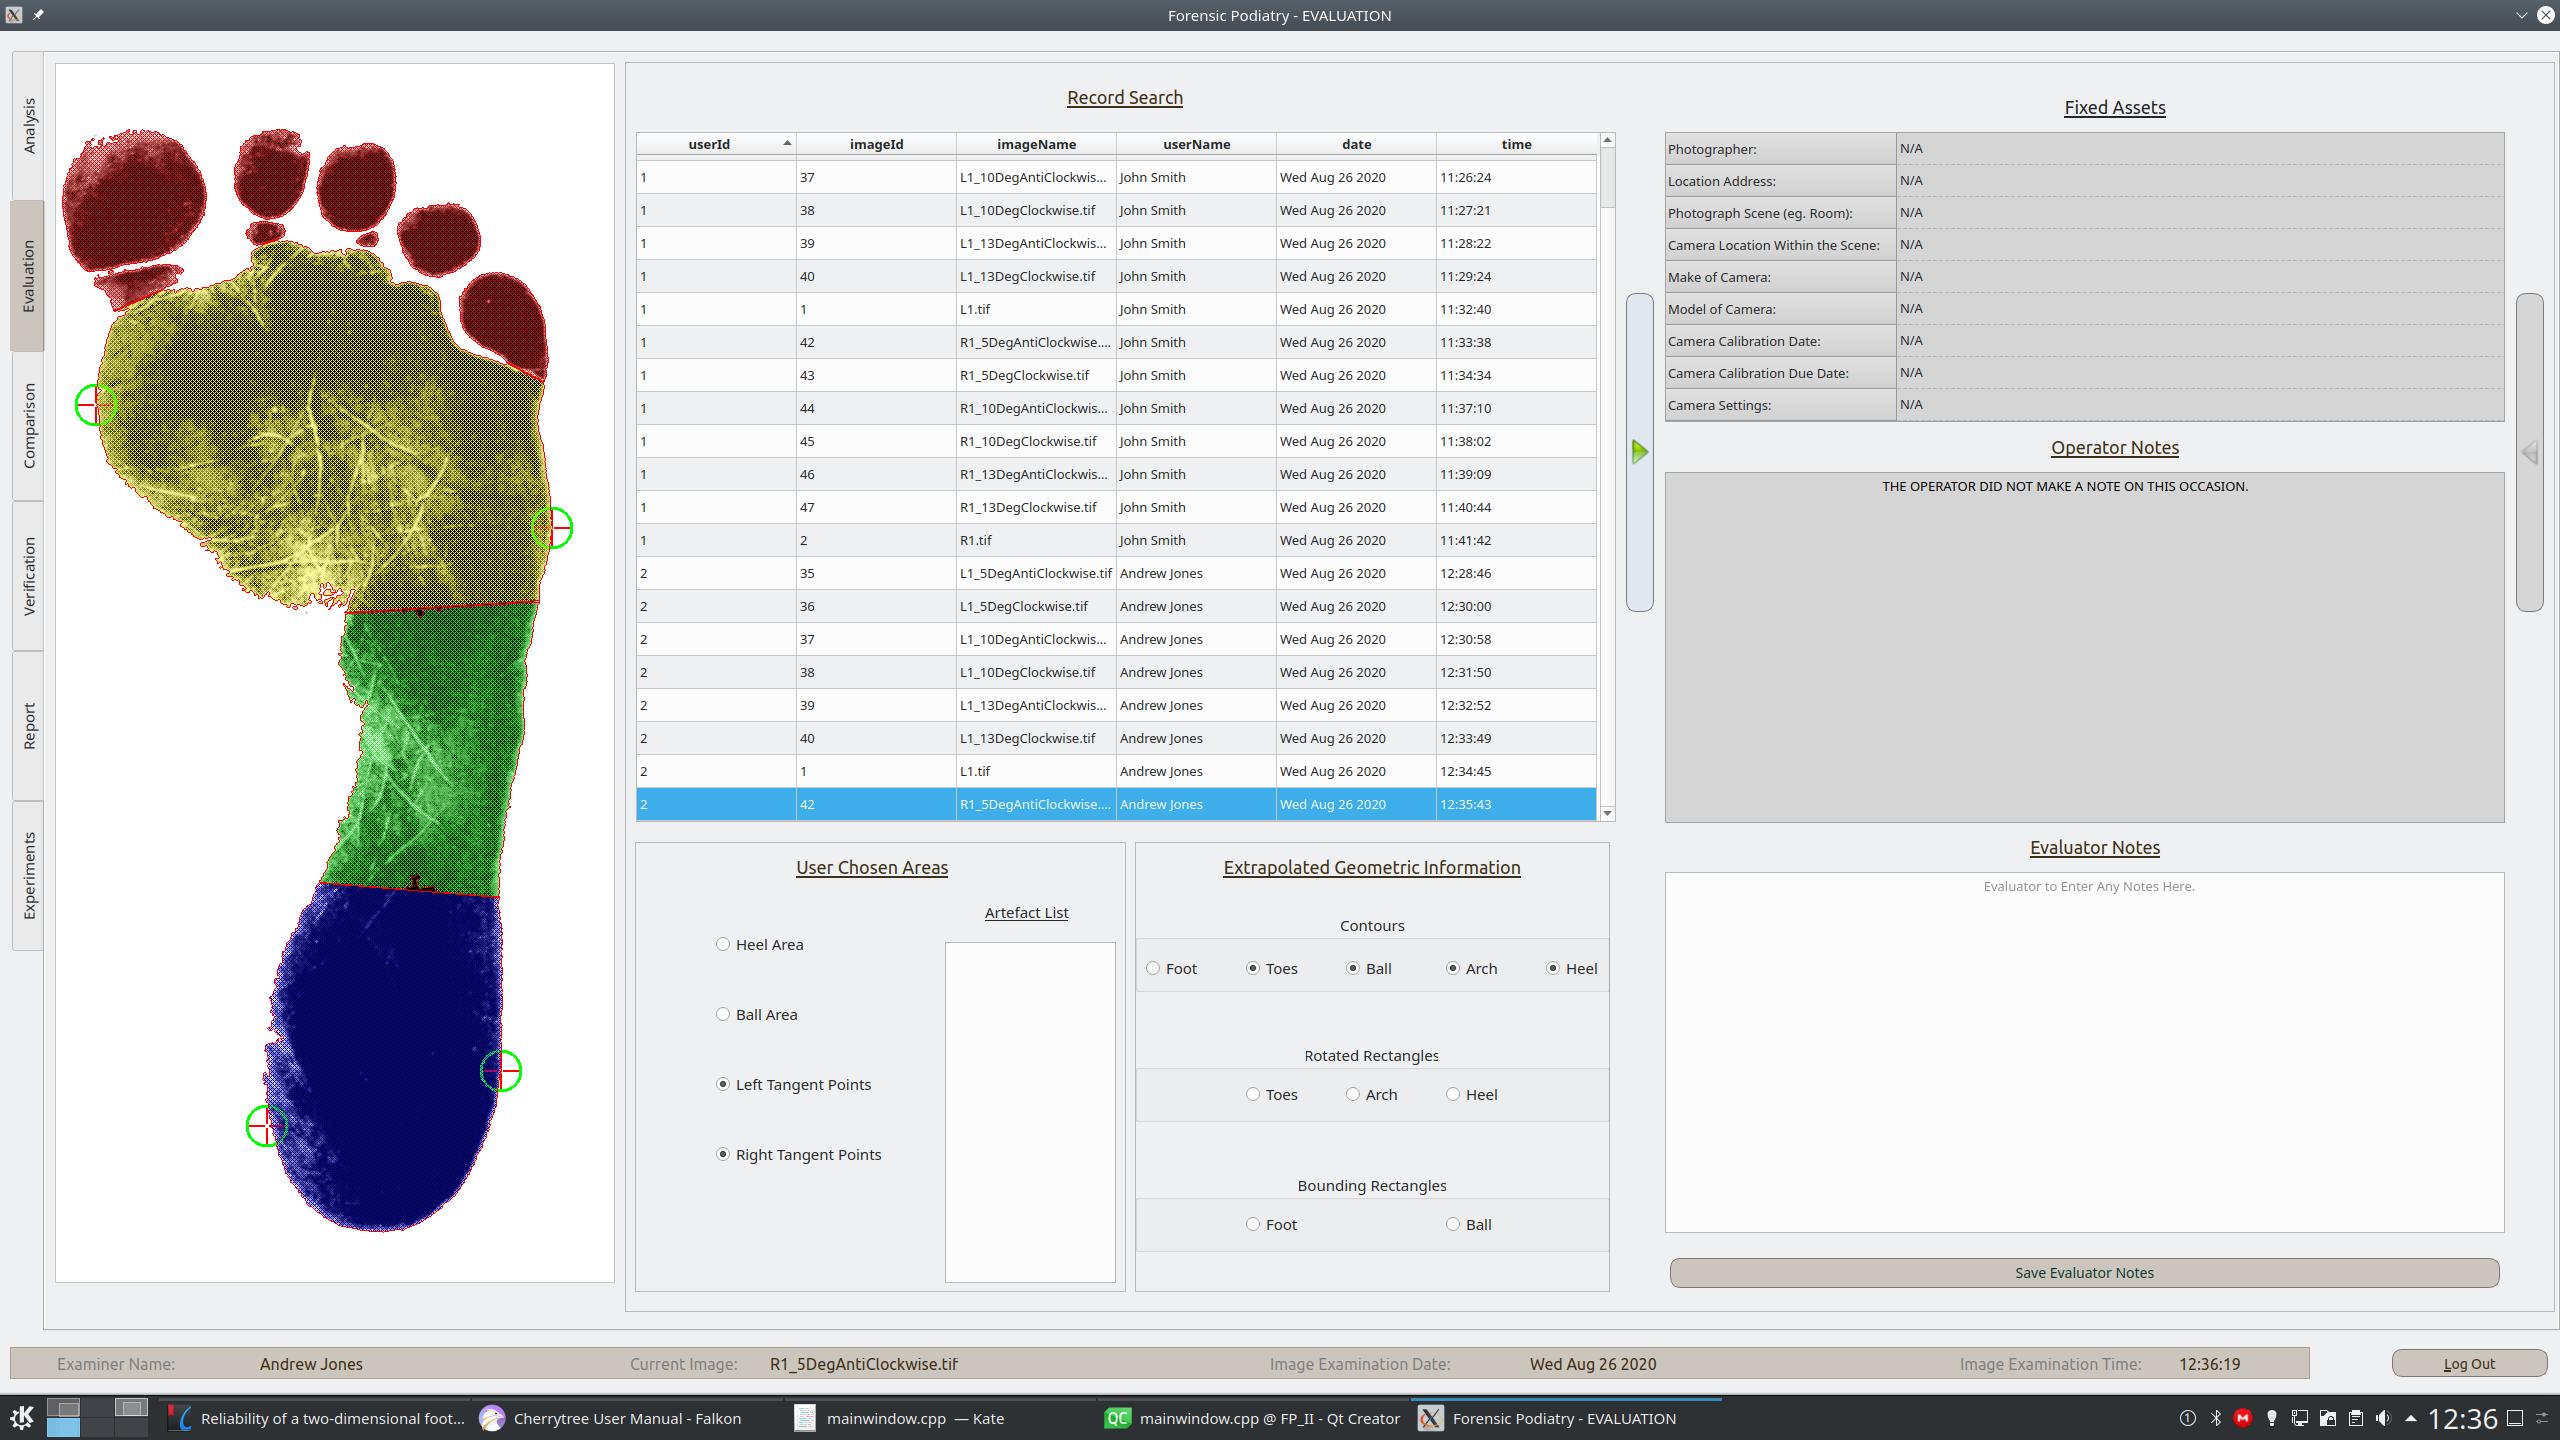 Forensic Podiatry - EVALUATION
Analysis
Evaluation
Comparison
Verification
Report
Experiments
Record Search
userId imageId imageName userName date time
1 37 L1_10DegAntiClockwis... John Smith Wed Aug 26 2020 11:26:24
1 38 L1_10DegClockwise.tif John Smith Wed Aug 26 2020 11:27:21
1 39 L1_13DegAntiClockwis... John Smith Wed Aug 26 2020 11:28:22
1 40 L1_13DegClockwise.tif John Smith Wed Aug 26 2020 11:29:24
1 1 L1.tif John Smith Wed Aug 26 2020 11:32:40
1 42 R1_5DegAntiClockwise.... John Smith Wed Aug 26 2020 11:33:38
1 43 R1_5DegClockwise.tif John Smith Wed Aug 26 2020 11:34:34
1 44 R1_10DegAntiClockwis... John Smith Wed Aug 26 2020 11:37:10
1 45 R1_10DegClockwise.tif John Smith Wed Aug 26 2020 11:38:02
1 46 R1_13DegAntiClockwis... John Smith Wed Aug 26 2020 11:39:09
1 47 R1_13DegClockwise.tif John Smith Wed Aug 26 2020 11:40:44
1 2 R1.tif John Smith Wed Aug 26 2020 11:41:42
2 35 L1_5DegAntiClockwise.tif Andrew Jones Wed Aug 26 2020 12:28:46
2 36 L1_5DegClockwise.tif Andrew Jones Wed Aug 26 2020 12:30:00
2 37 L1_10DegAntiClockwis... Andrew Jones Wed Aug 26 2020 12:30:58
2 38 L1_10DegClockwise.tif Andrew Jones Wed Aug 26 2020 12:31:50
2 39 L1_13DegAntiClockwis... Andrew Jones Wed Aug 26 2020 12:32:52
2 40 L1_13DegClockwise.tif Andrew Jones Wed Aug 26 2020 12:33:49
2 1 L1.tif Andrew Jones Wed Aug 26 2020 12:34:45
2 42 R1_5DegAntiClockwise.... Andrew Jones Wed Aug 26 2020 12:35:43
User Chosen Areas
Artefact List
Heel Area
Ball Area
Left Tangent Points
Right Tangent Points
Extrapolated Geometric Information
Contours
Foot Toes Ball Arch Heel
Rotated Rectangles
Toes Arch Heel
Bounding Rectangles
Foot Ball
Fixed Assets
Photographer: N/A
Location Address: N/A
Photograph Scene (eg. Room): N/A
Camera Location Within the Scene: N/A
Make of Camera: N/A
Model of Camera: N/A
Camera Calibration Date: N/A
Camera Calibration Due Date: N/A
Camera Settings: N/A
Operator Notes
THE OPERATOR DID NOT MAKE A NOTE ON THIS OCCASION.
Evaluator Notes
Evaluator to Enter Any Notes Here.
Save Evaluator Notes
Examiner Name: Andrew Jones Current Image: R1_5DegAntiClockwise.tif Image Examination Date: Wed Aug 26 2020 Image Examination Time: 12:36:19
Log Out
Reliability of a two-dimensional foot... Cherrytree User Manual - Falkon mainwindow.cpp — Kate QC mainwindow.cpp @ FP_II - Qt Creator Forensic Podiatry - EVALUATION 12:36